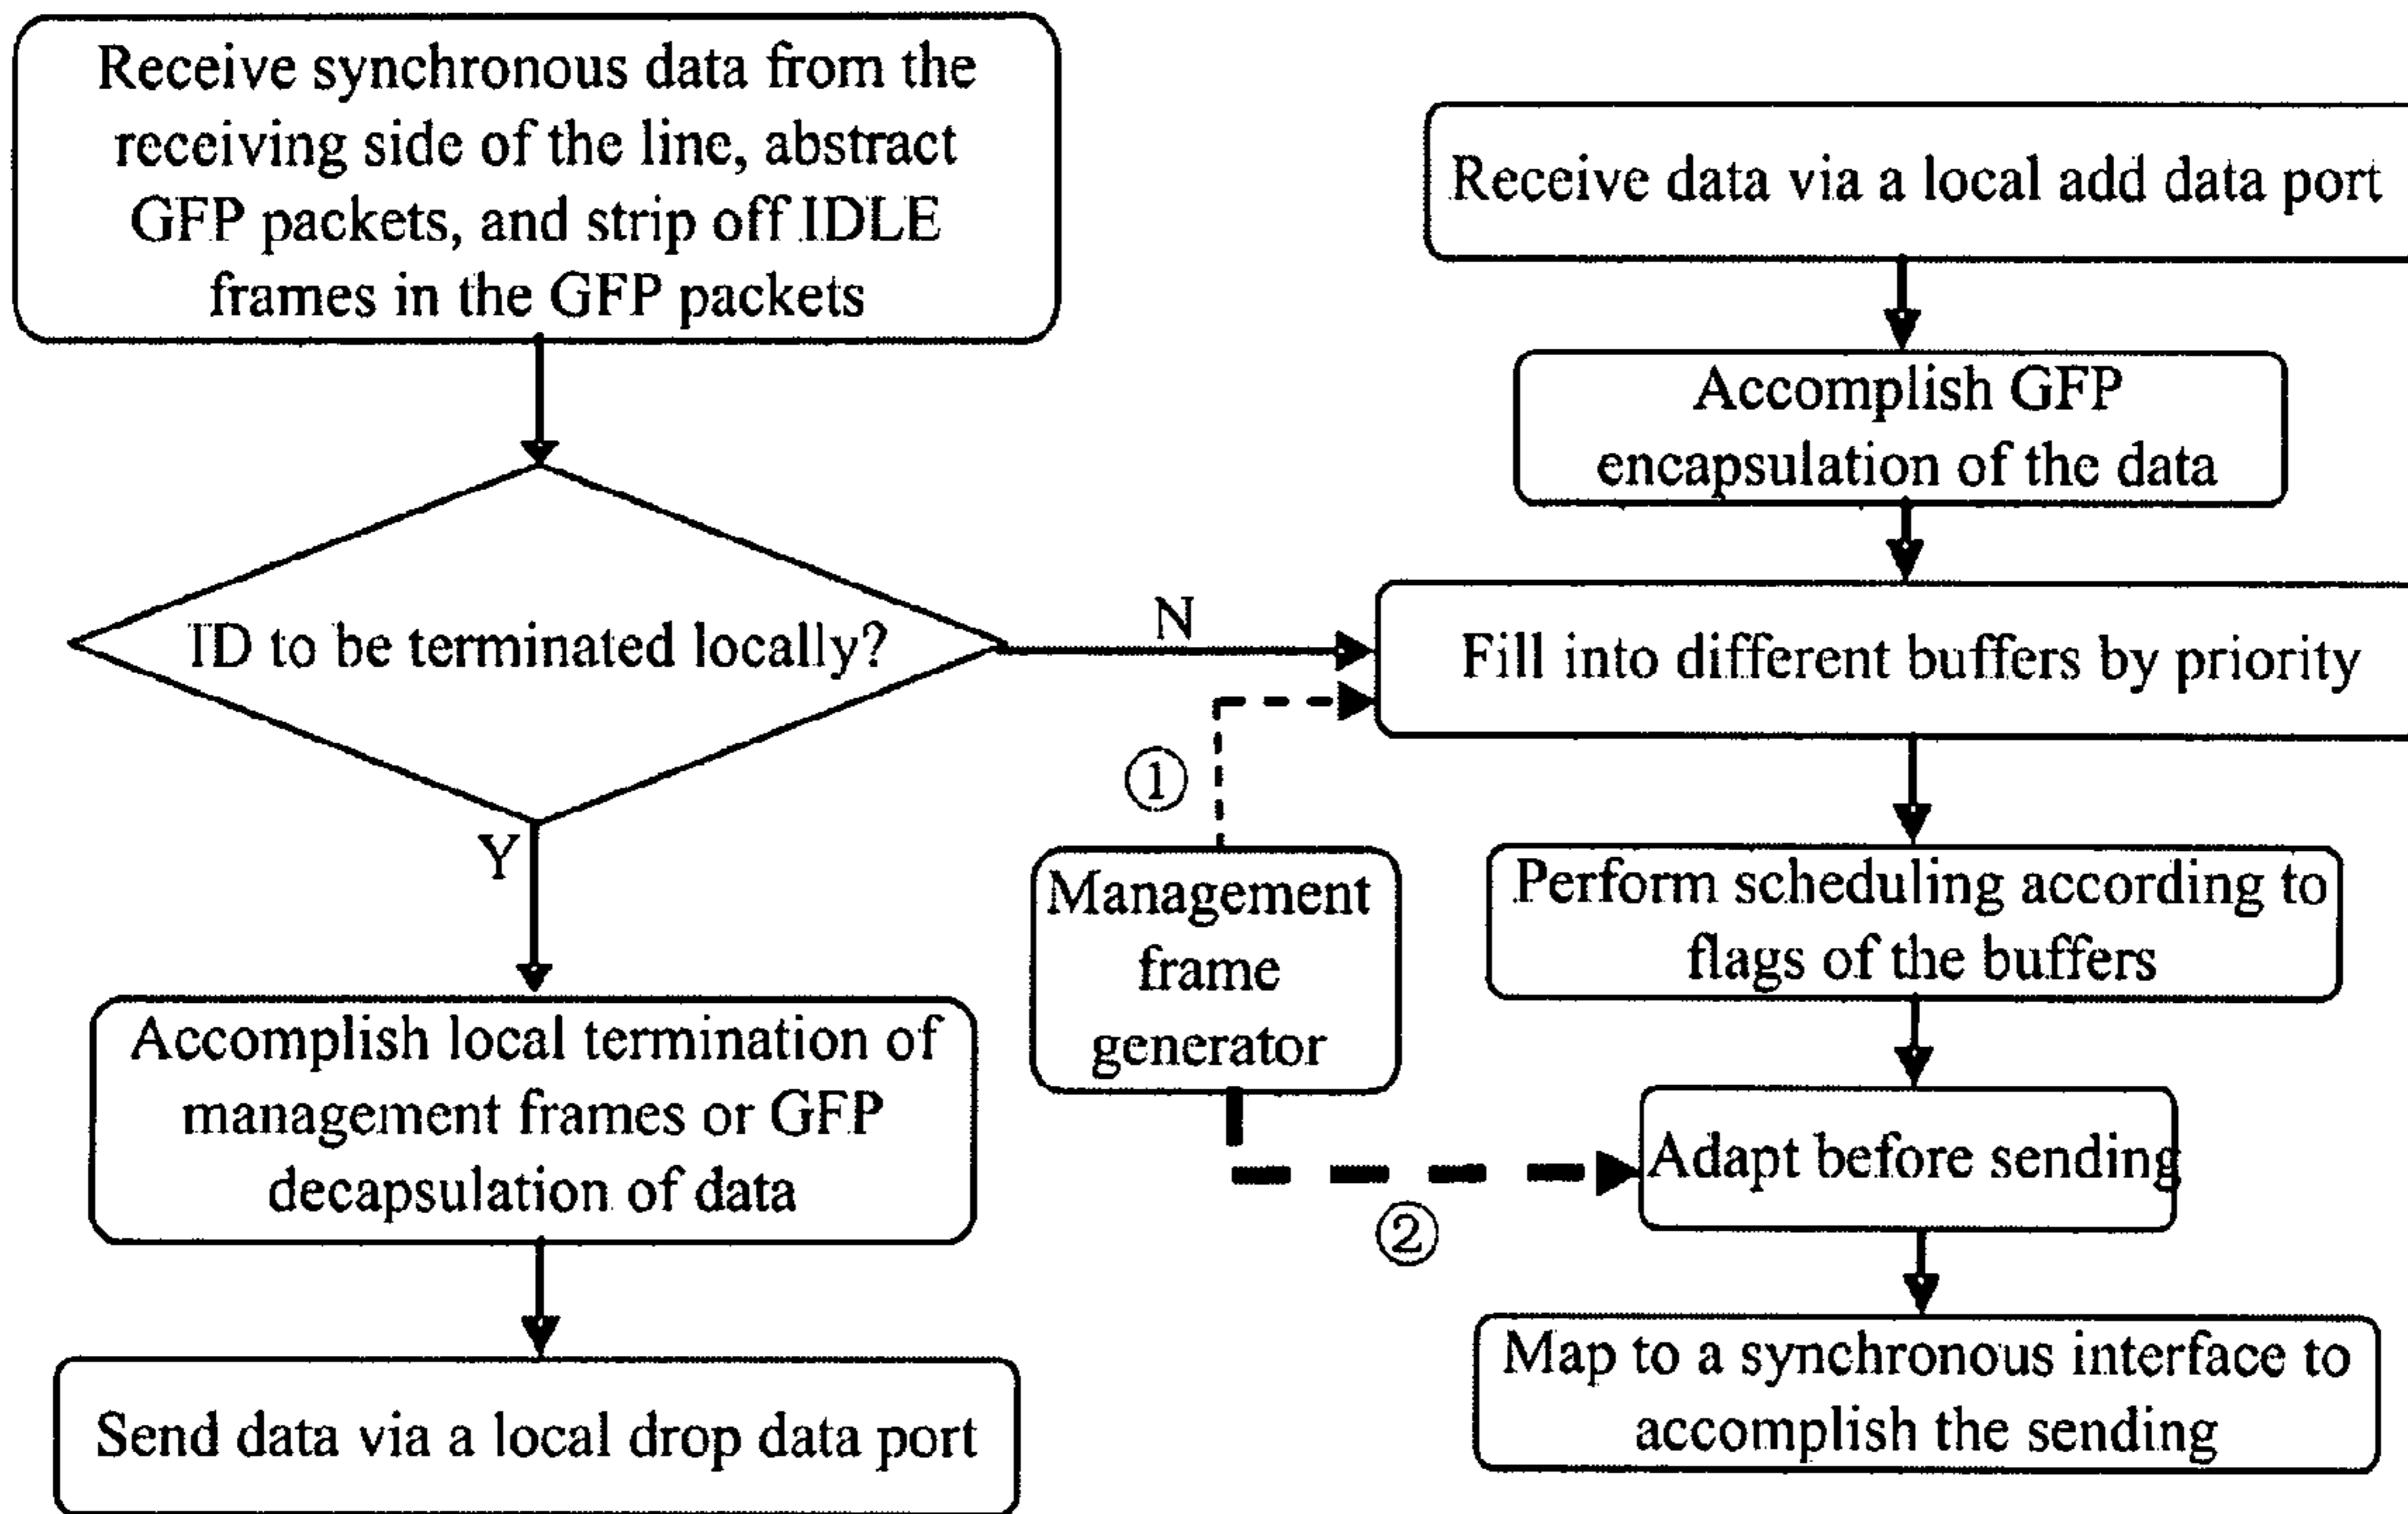 Receive synchronous data from the
receiving side of the line, abstract
GFP packets, and strip off IDLE
frames in the GFP packets
Receive data via a local add data port
Accomplish GFP
encapsulation of the data
ID to be terminated locally?
N
Fill into different buffers by priority
①
Y
Management
frame
generator
Perform scheduling according to
flags of the buffers
Accomplish local termination of
management frames or GFP
decapsulation of data
Adapt before sending
②
Send data via a local drop data port
Map to a synchronous interface to
accomplish the sending